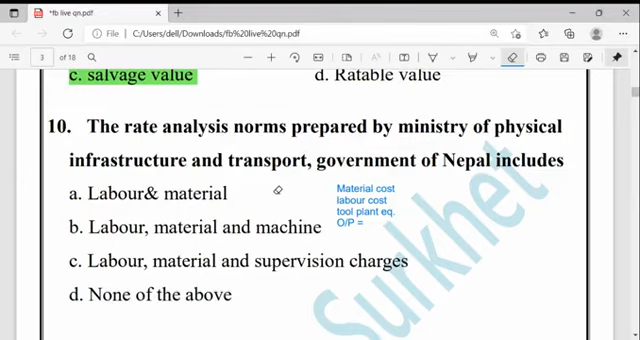 *fb live qn.pdf
File C:/Users/dell/Downloads/fb%20live%20qn.pdf
3 of 18
c. salvage value d. Ratable value
10. The rate analysis norms prepared by ministry of physical
infrastructure and transport, government of Nepal includes
a. Labour& material
b. Labour, material and machine
c. Labour, material and supervision charges
d. None of the above
Material cost
labour cost
tool plant eq.
O/P =
Surkhet